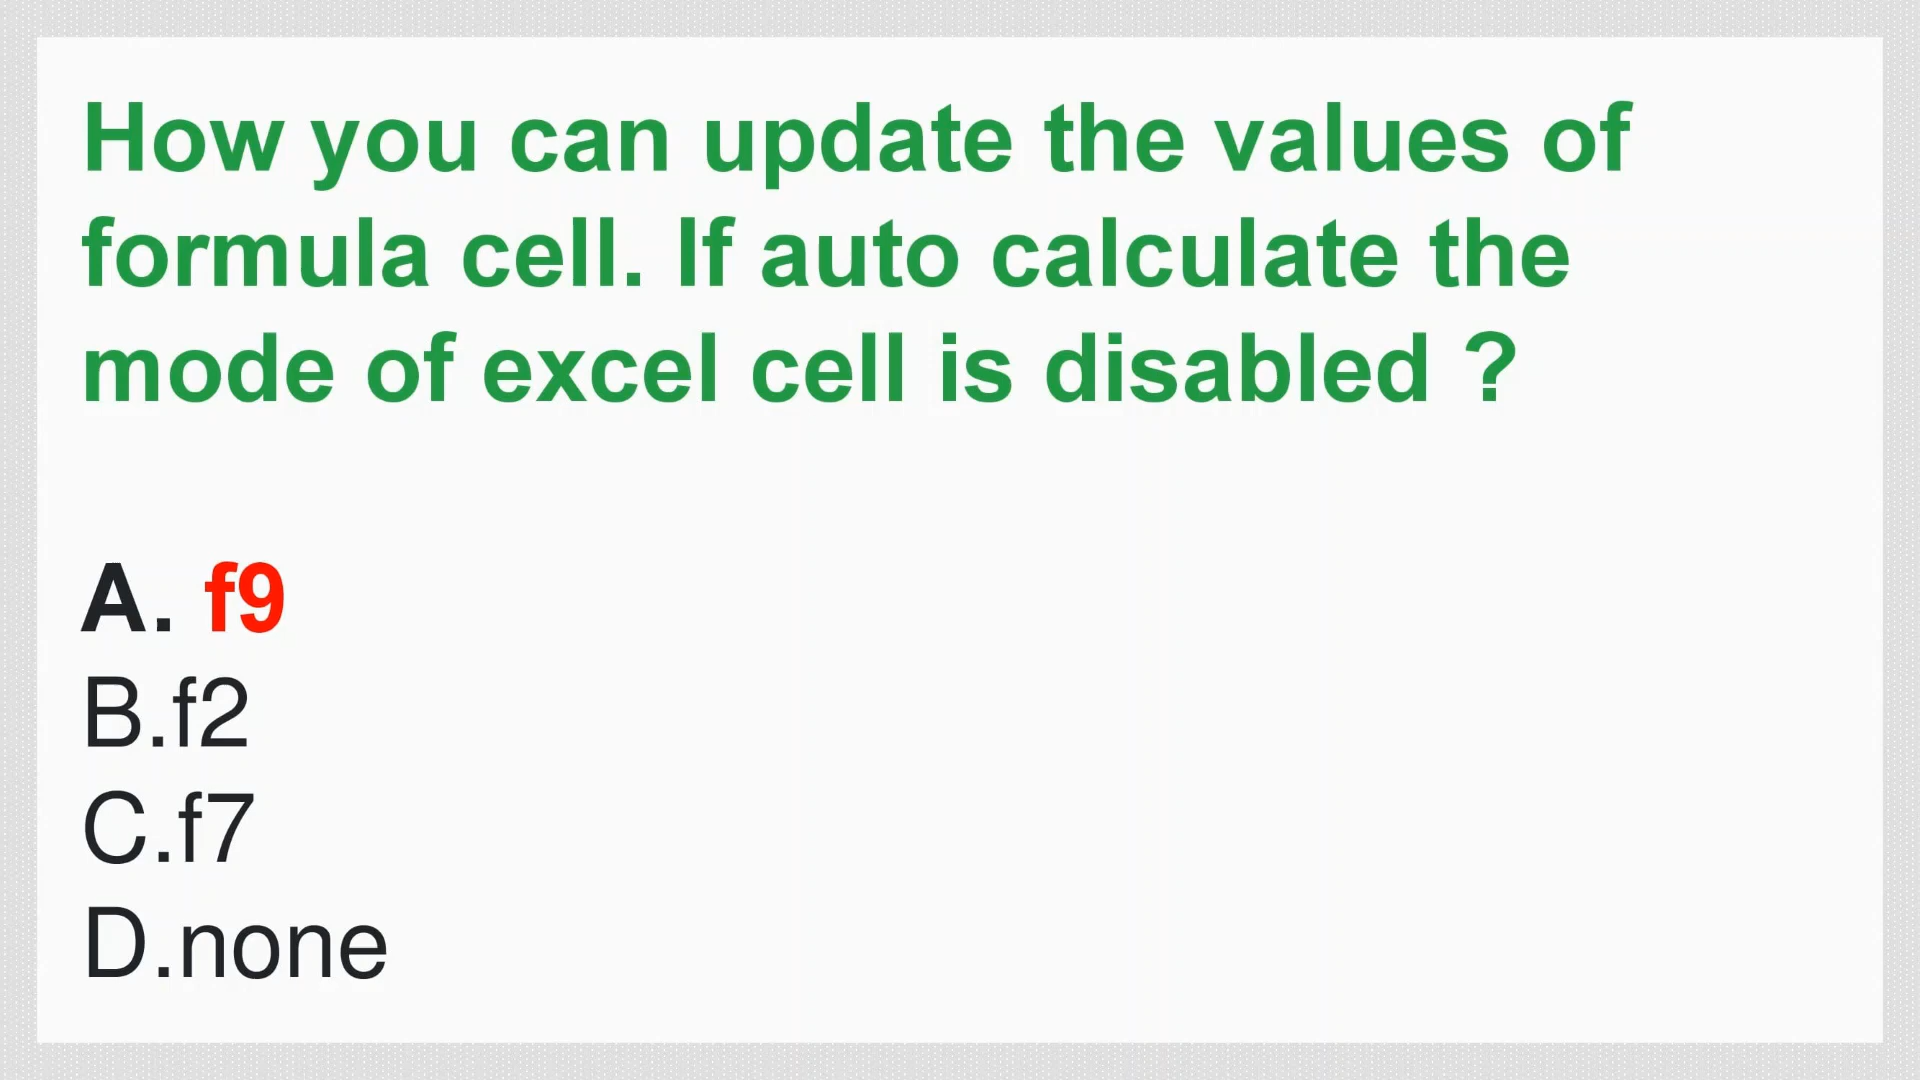 How you can update the values of
formula cell. If auto calculate the
mode of excel cell is disabled ?
A. f9
B.f2
C.f7
D.none